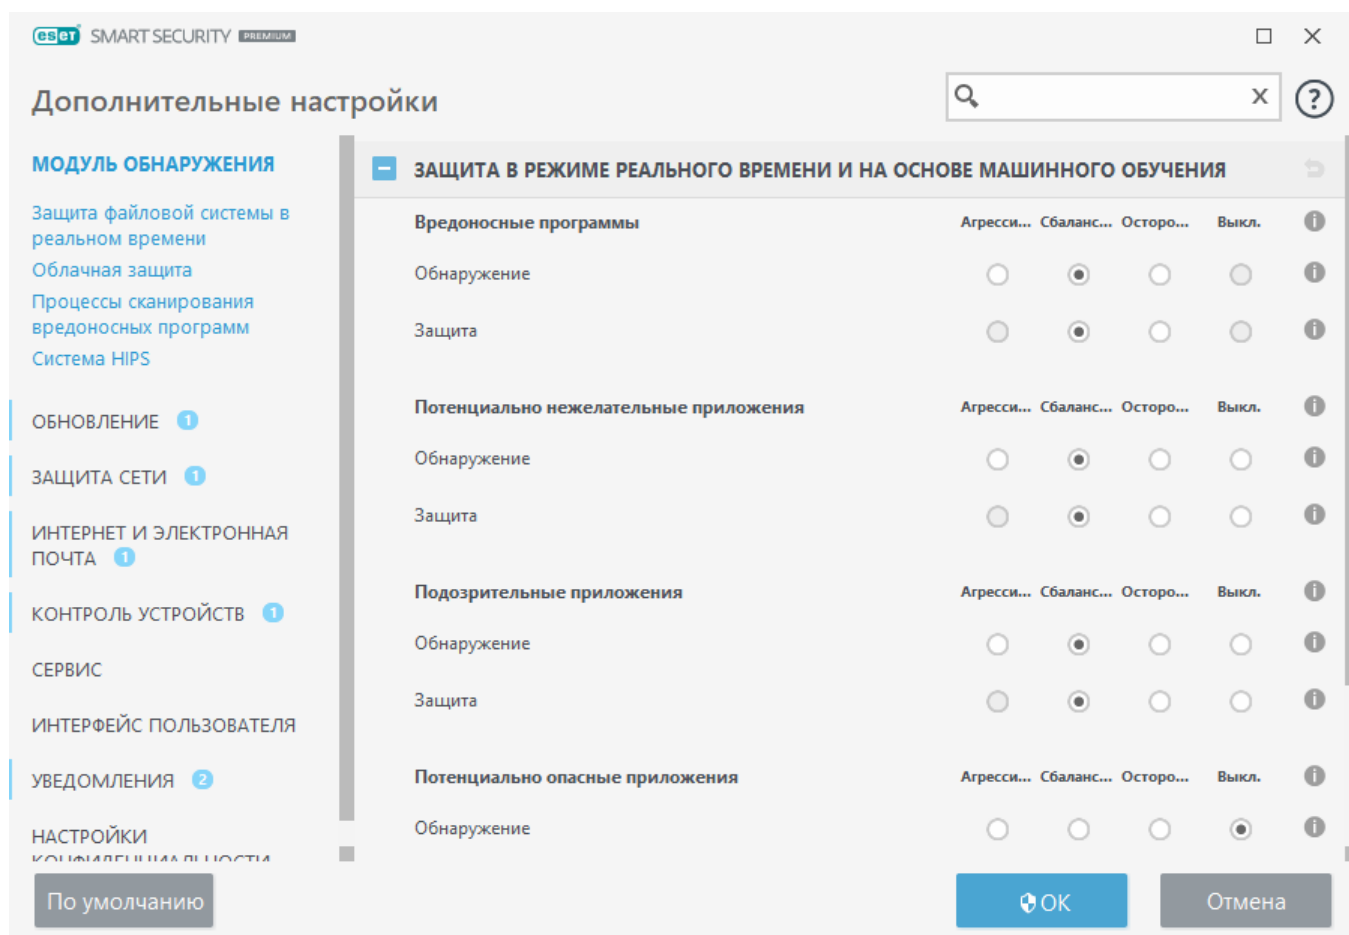 eset SMART SECURITY PREMIUM
Дополнительные настройки
X
?
МОДУЛЬ ОБНАРУЖЕНИЯ
Защита файловой системы в
реальном времени
Облачная защита
Процессы сканирования
вредоносных программ
Система HIPS
ОБНОВЛЕНИЕ 1
ЗАЩИТА СЕТИ 1
ИНТЕРНЕТ И ЭЛЕКТРОННАЯ
ПОЧТА 1
КОНТРОЛЬ УСТРОЙСТВ 1
СЕРВИС
ИНТЕРФЕЙС ПОЛЬЗОВАТЕЛЯ
УВЕДОМЛЕНИЯ 2
НАСТРОЙКИ
КОНФИДЕНЦИАЛЬНОСТИ
ЗАЩИТА В РЕЖИМЕ РЕАЛЬНОГО ВРЕМЕНИ И НА ОСНОВЕ МАШИННОГО ОБУЧЕНИЯ
Вредоносные программы Агресси... Сбаланс... Осторо... Выкл.
Обнаружение
Защита
Потенциально нежелательные приложения Агресси... Сбаланс... Осторо... Выкл.
Обнаружение
Защита
Подозрительные приложения Агресси... Сбаланс... Осторо... Выкл.
Обнаружение
Защита
Потенциально опасные приложения Агресси... Сбаланс... Осторо... Выкл.
Обнаружение
По умолчанию
ОК
Отмена